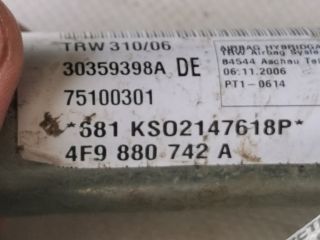 TRW 310/06
30359398A DE
75100301
*581 KSO2147618P*
4F9 880 742 A
AIRBAG HYBRIDGA
TRW Airbag Syste
84544 Aschau
06.11.2006
PT1-0614